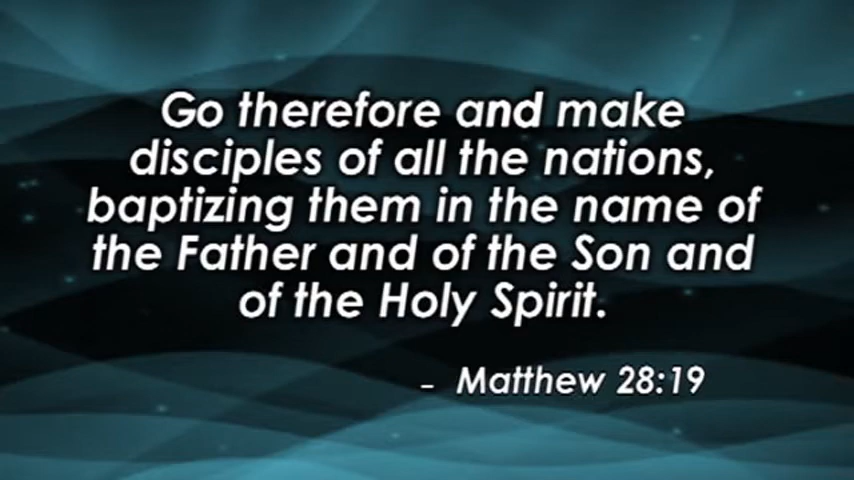 Go therefore and make
disciples of all the nations,
baptizing them in the name of
the Father and of the Son and
of the Holy Spirit.
- Matthew 28:19